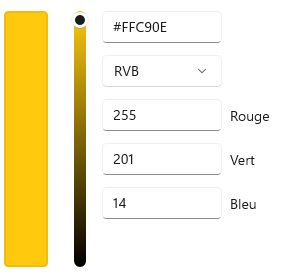 #FFC90E
RVB
255 Rouge
201 Vert
14 Bleu